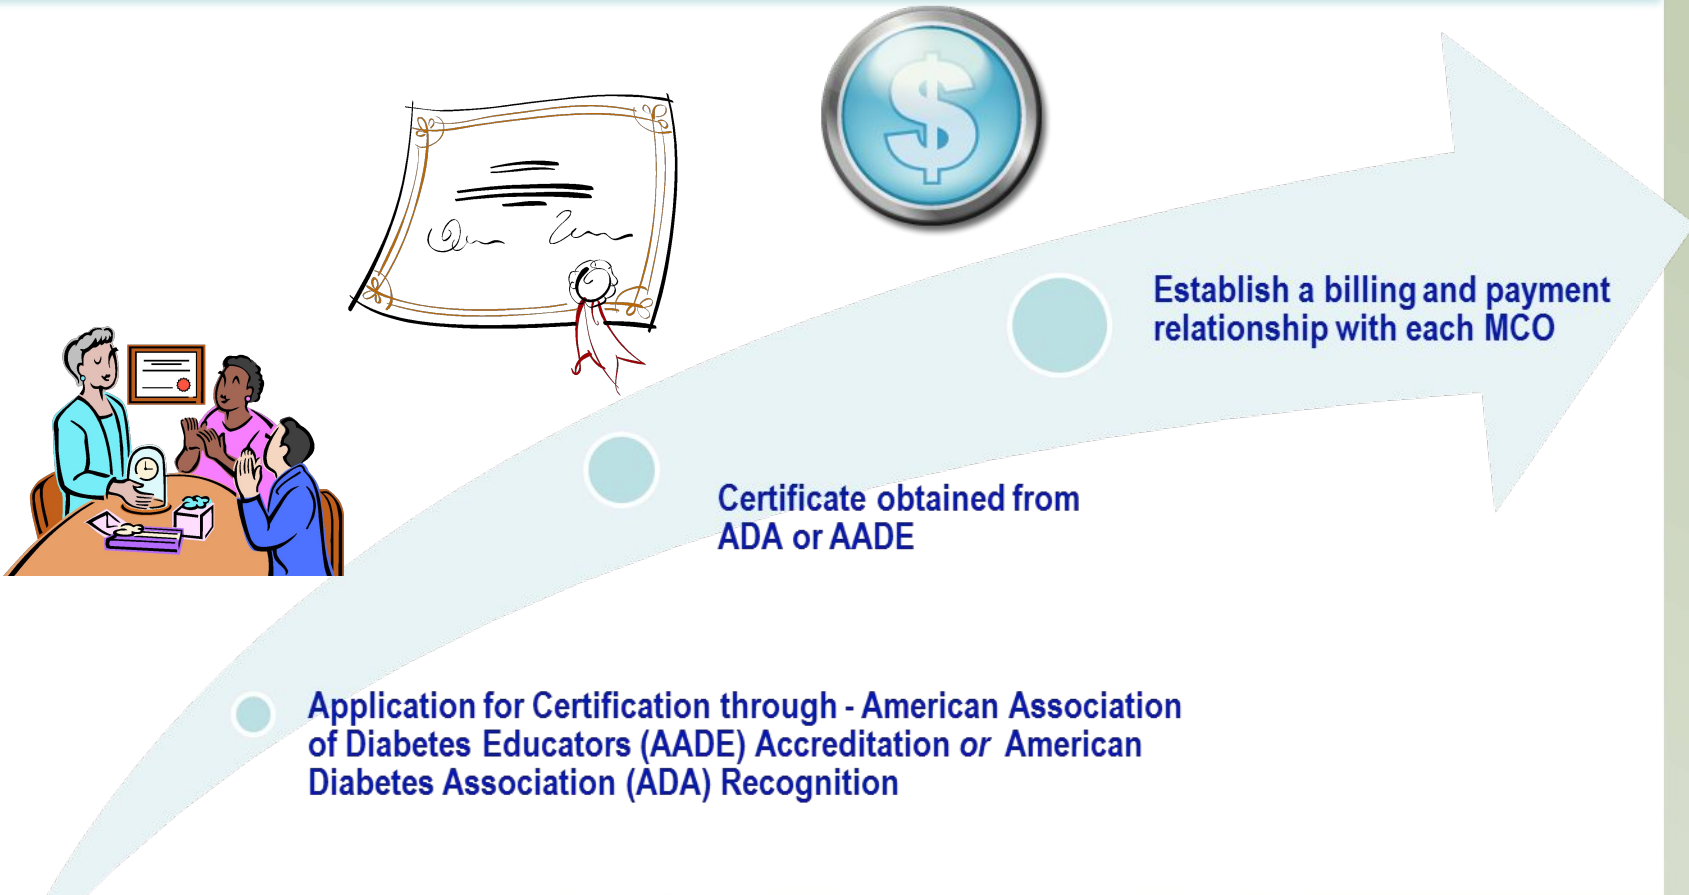 $
Establish a billing and payment
relationship with each MCO
Certificate obtained from
ADA or AADE
Application for Certification through - American Association
of Diabetes Educators (AADE) Accreditation or American
Diabetes Association (ADA) Recognition